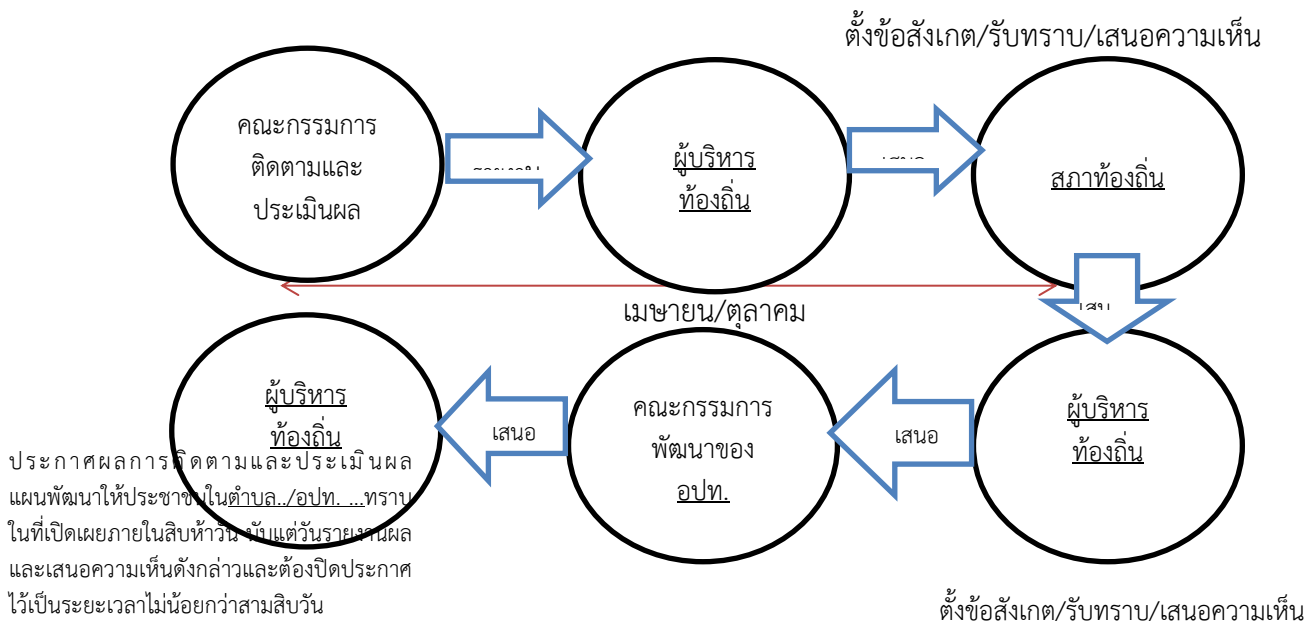 ตั้งข้อสังเกต/รับทราบ/เสนอความเห็น
คณะกรรมการ
ติดตามและ
ประเมินผล
ผู้บริหาร
ท้องถิ่น
สภาท้องถิ่น
เมษายน/ตุลาคม
ผู้บริหาร
ท้องถิ่น
เสนอ
คณะกรรมการ
พัฒนาของ
อปท.
เสนอ
ผู้บริหาร
ท้องถิ่น
ประกาศผลการติดตามและประเมินผล
แผนพัฒนาให้ประชาชนในตำบล../อปท. ...ทราบ
ในที่เปิดเผยภายในสิบห้าวัน นับแต่วันรายงานผล
และเสนอความเห็นดังกล่าวและต้องปิดประกาศ
ไว้เป็นระยะเวลาไม่น้อยกว่าสามสิบวัน
ตั้งข้อสังเกต/รับทราบ/เสนอความเห็น